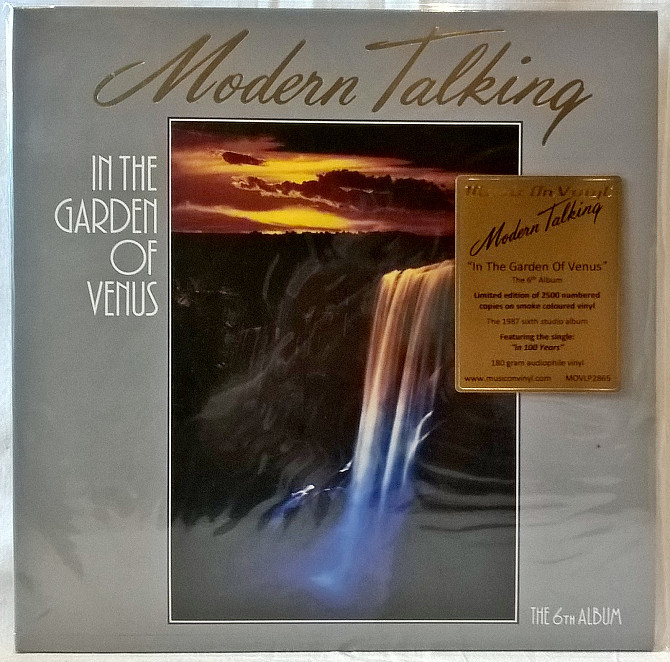 Modern Talking
IN THE
GARDEN
OF
VENUS
Music On Vinyl
Modern Talking
"In The Garden Of Venus"
The 6th Album
Limited edition of 2500 numbered
copies on smoke coloured vinyl
The 1987 sixth studio album
Featuring the single:
"In 100 Years"
180 gram audiophile vinyl
www.musiconvinyl.com MOVLP2865
THE 6TH ALBUM